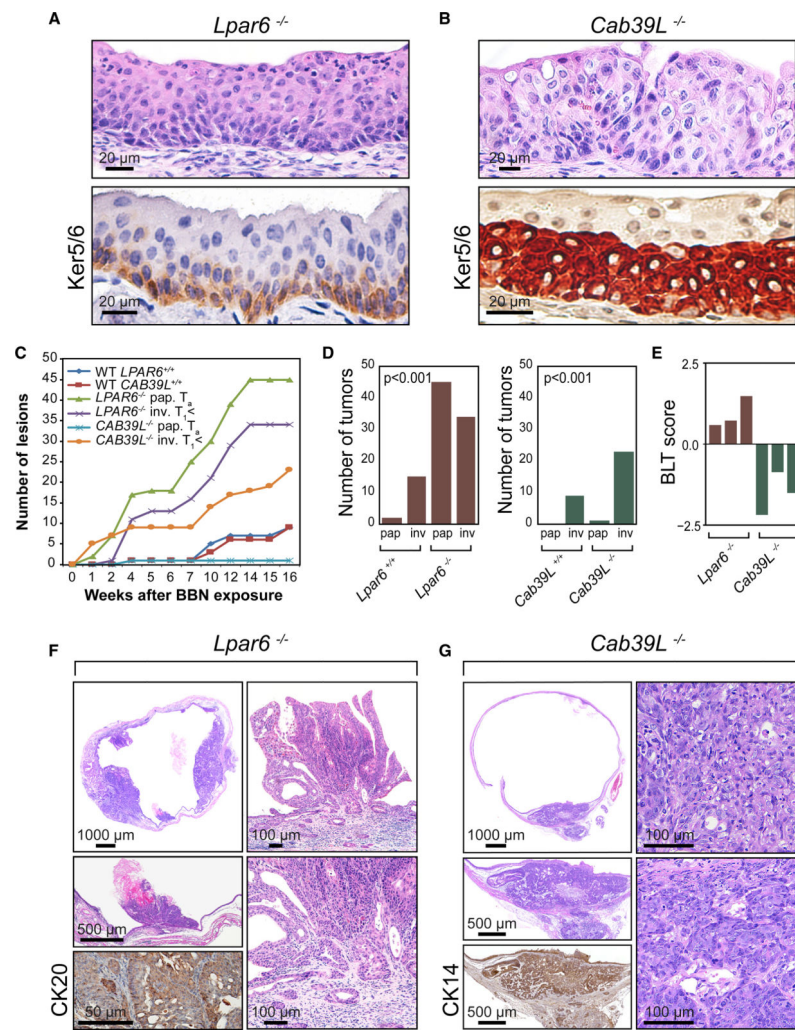 A
Lpar6 -/-
20 µm
Ker5/6
20 µm
B
Cab39L -/-
20 µm
Ker5/6
20 µm
C
Number of lesions
50
45
40
35
30
25
20
15
10
5
0
WT LPAR6+/+
WT CAB39L+/+
LPAR6-/- pap. Ta
LPAR6-/- inv. T1<
CAB39L-/- pap. Ta
CAB39L-/- inv. T1<
0 1 2 4 5 6 7 10 12 14 15 16
Weeks after BBN exposure
D
Number of tumors
50
40
30
20
10
0
p<0.001
pap inv pap inv
Lpar6 +/+
Lpar6 -/-
Number of tumors
50
40
30
20
10
0
p<0.001
pap inv pap inv
Cab39L +/+
Cab39L -/-
E
BLT score
2.5
0.0
−2.5
Lpar6 -/-
Cab39L -/-
F
Lpar6 -/-
1000 µm
100 µm
500 µm
CK20
50 µm
100 µm
G
Cab39L -/-
1000 µm
100 µm
500 µm
CK14
500 µm
100 µm